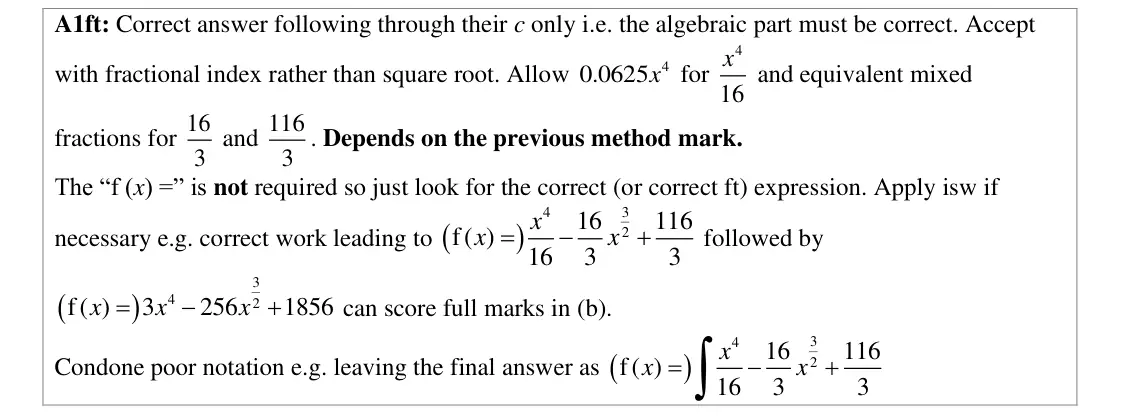 A1ft: Correct answer following through their c only i.e. the algebraic part must be correct. Accept
with fractional index rather than square root. Allow 0.0625x⁴ for x⁴/16 and equivalent mixed
fractions for 16/3 and 116/3. Depends on the previous method mark.
The “f (x) =” is not required so just look for the correct (or correct ft) expression. Apply isw if
necessary e.g. correct work leading to (f(x) =) x⁴/16 − 16/3 x^(3/2) + 116/3 followed by
(f(x) =)3x⁴ − 256x^(3/2) + 1856 can score full marks in (b).
Condone poor notation e.g. leaving the final answer as (f(x) =) ∫ x⁴/16 − 16/3 x^(3/2) + 116/3